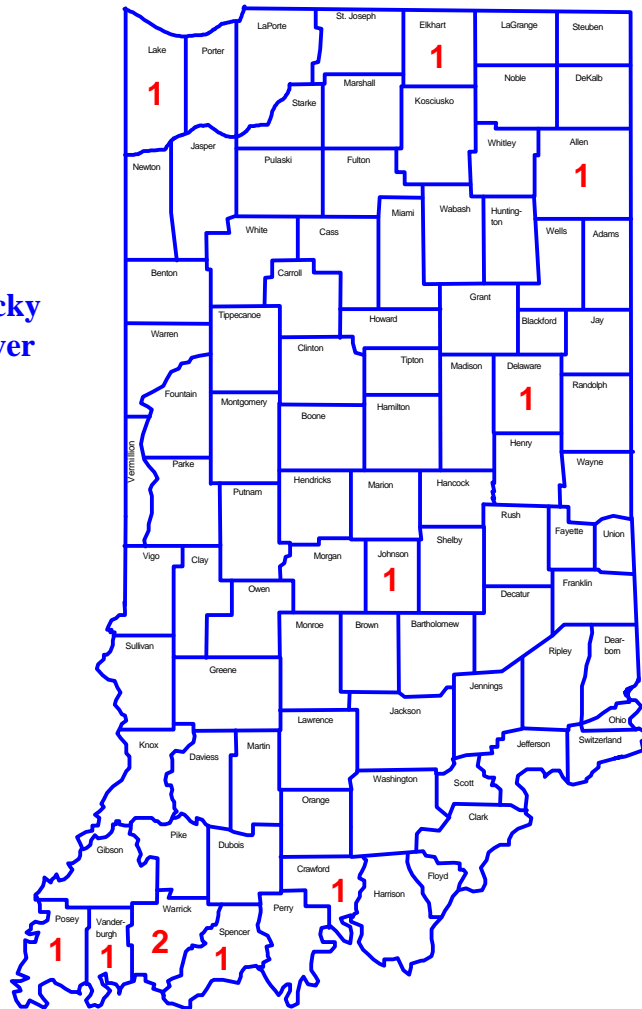 St. Joseph
LaPorte
Elkhart
LaGrange
Steuben
Lake
Porter
1
1
Noble
DeKalb
Marshall
Kosciusko
Starke
Jasper
Whitley
Allen
Newton
Pulaski
Fulton
1
Miami
Wabash
Hunting-
ton
White
Cass
Wells
Adams
Benton
Carroll
Grant
cky
ver
Tippecanoe
Howard
Blackford
Jay
Warren
Clinton
Tipton
Madison
Delaware
1
Randolph
Fountain
Montgomery
Boone
Hamilton
Henry
Vermillion
Parke
Wayne
Putnam
Hendricks
Marion
Hancock
Rush
Fayette
Union
Vigo
Clay
Morgan
Johnson
1
Shelby
Franklin
Owen
Decatur
Monroe
Brown
Bartholomew
Sullivan
Ripley
Dear-
born
Greene
Jennings
Lawrence
Jackson
Ohio
Knox
Daviess
Martin
Jefferson
Switzerland
Washington
Scott
Orange
Clark
Gibson
Pike
Dubois
Crawford
1
Floyd
Harrison
Posey
1
Vander-
burgh
1
Warrick
2
Spencer
1
Perry